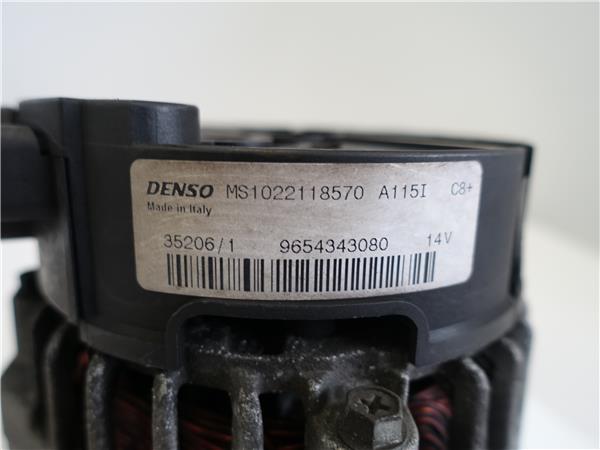 DENSO MS1022118570 A115I C8+
Made in Italy
35206/1 9654343080 14V